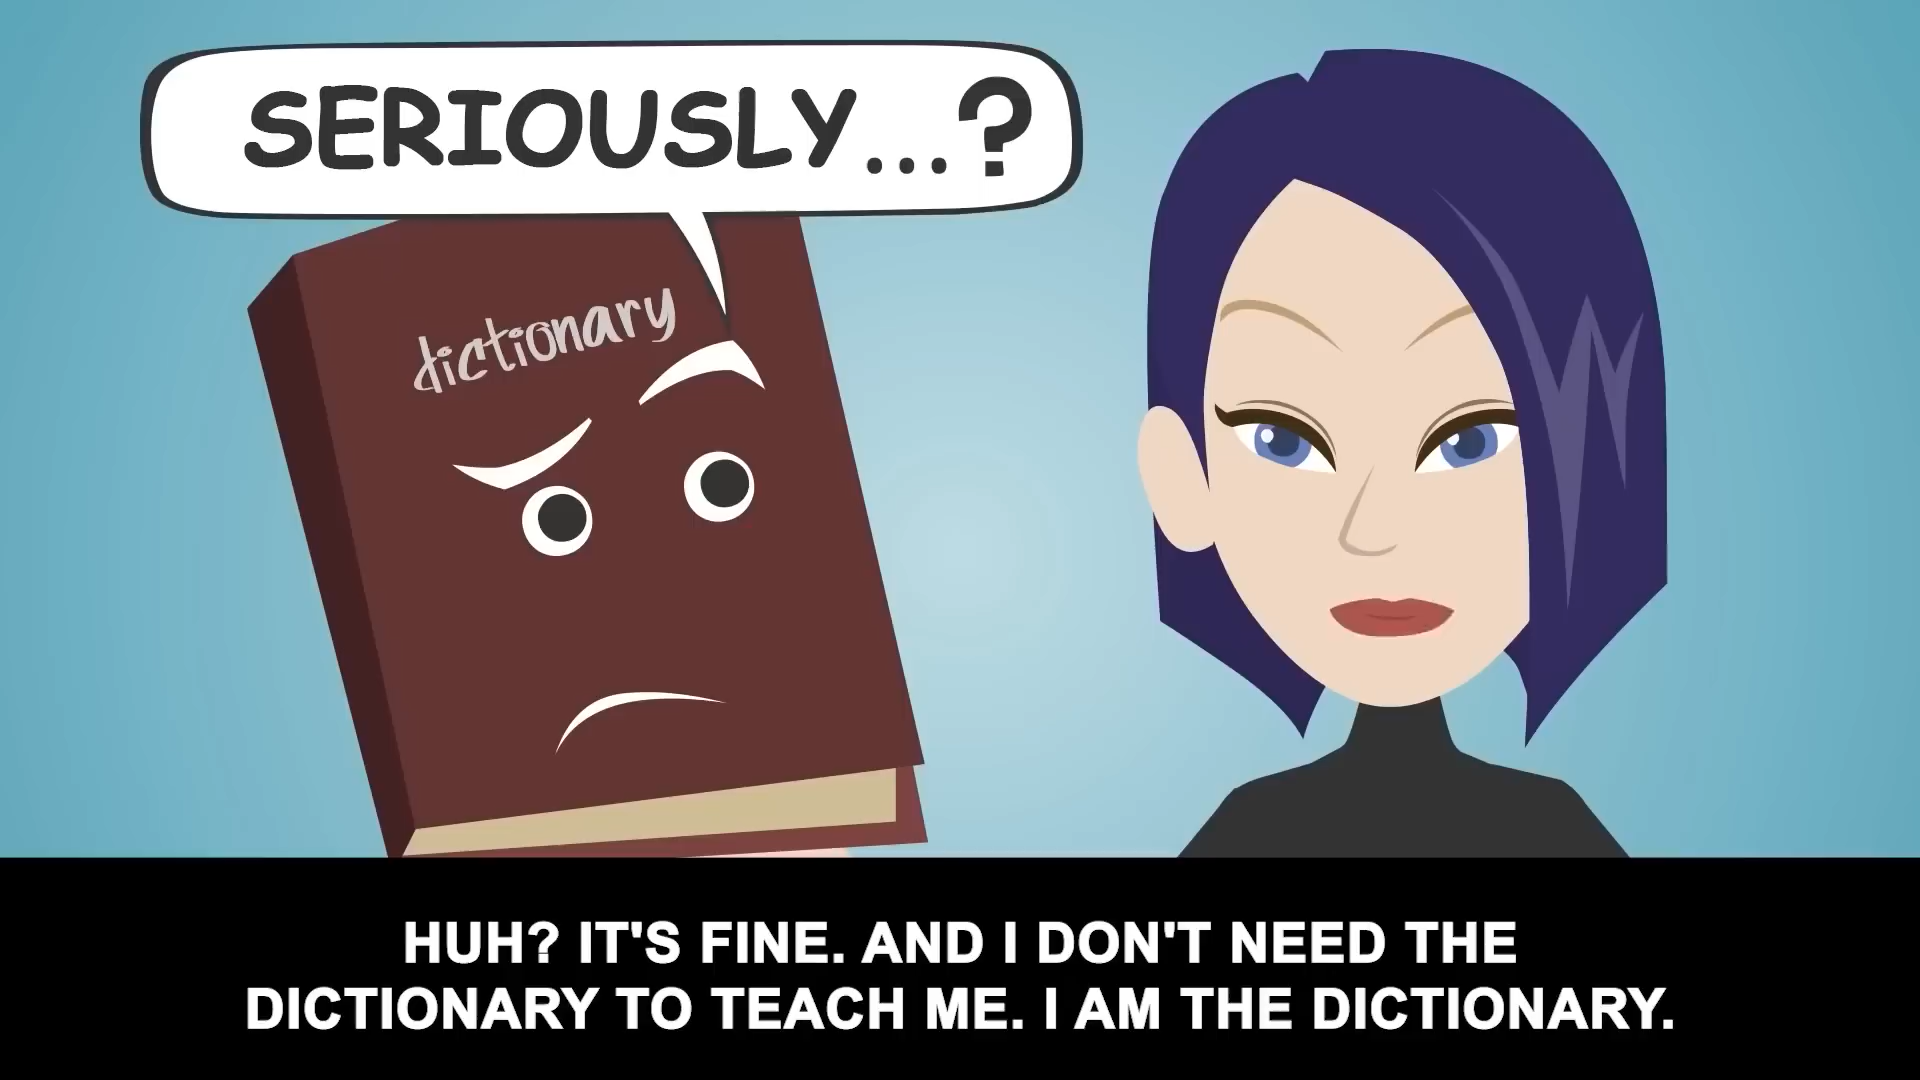 SERIOUSLY...?
dictionary
HUH? IT'S FINE. AND I DON'T NEED THE
DICTIONARY TO TEACH ME. I AM THE DICTIONARY.